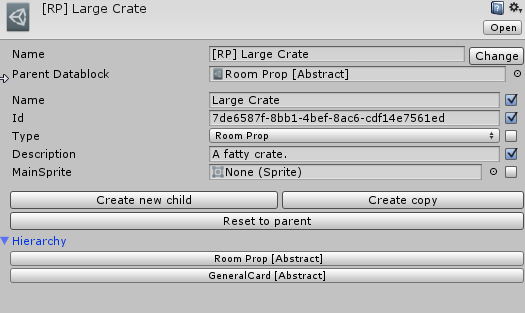 [RP] Large Crate
Open
Name [RP] Large Crate Change
Parent Datablock Room Prop [Abstract]
Name Large Crate
Id 7de6587f-8bb1-4bef-8ac6-cdf14e7561ed
Type Room Prop
Description A fatty crate.
MainSprite None (Sprite)
Create new child Create copy
Reset to parent
Hierarchy
Room Prop [Abstract]
GeneralCard [Abstract]